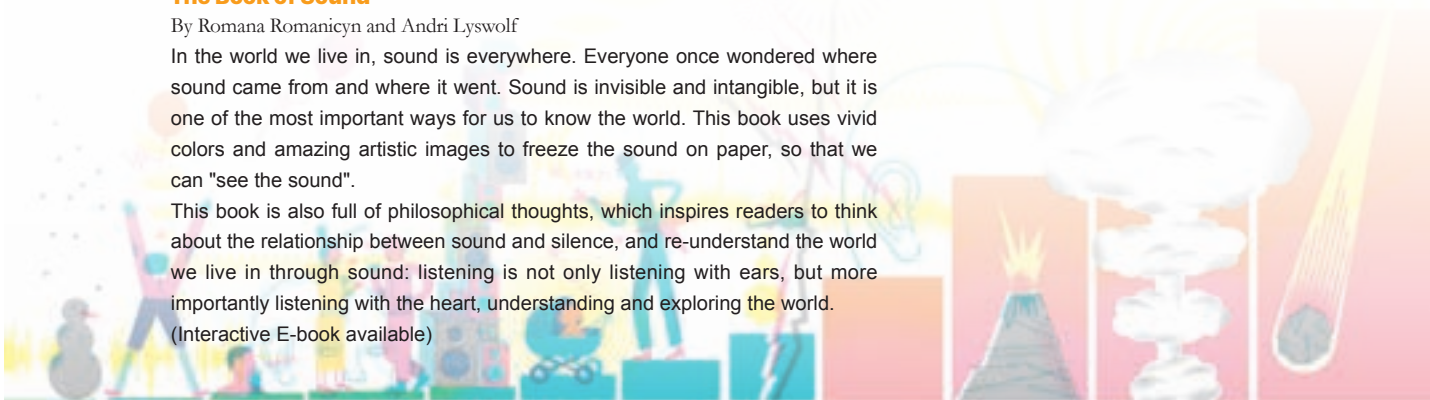 The Book of Sound
By Romana Romanicyn and Andri Lyswolf
In the world we live in, sound is everywhere. Everyone once wondered where
sound came from and where it went. Sound is invisible and intangible, but it is
one of the most important ways for us to know the world. This book uses vivid
colors and amazing artistic images to freeze the sound on paper, so that we
can "see the sound".
This book is also full of philosophical thoughts, which inspires readers to think
about the relationship between sound and silence, and re-understand the world
we live in through sound: listening is not only listening with ears, but more
importantly listening with the heart, understanding and exploring the world.
(Interactive E-book available)